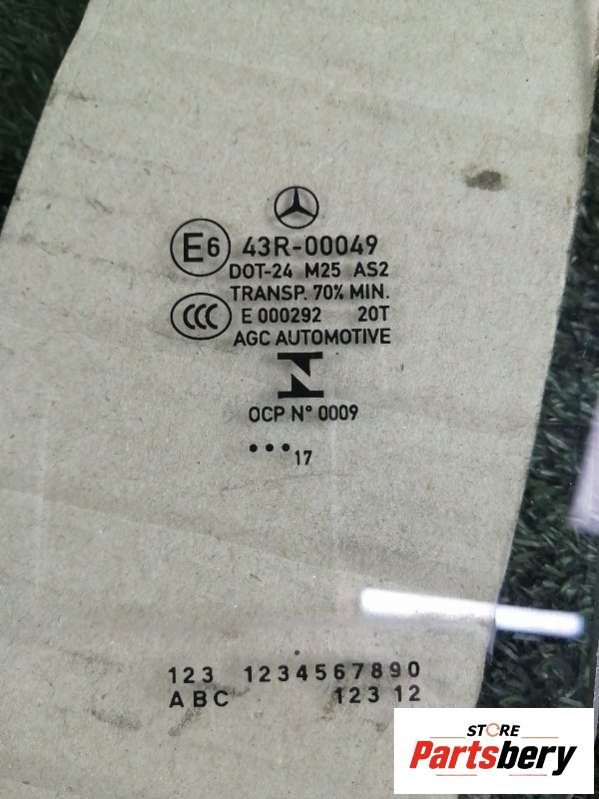 E6 43R-00049
DOT-24 M25 AS2
TRANSP. 70% MIN.
CCC E 000292 20T
AGC AUTOMOTIVE
N
OCP N° 0009
•••17
123 1234567890
ABC 123 12
STORE
Partsbery